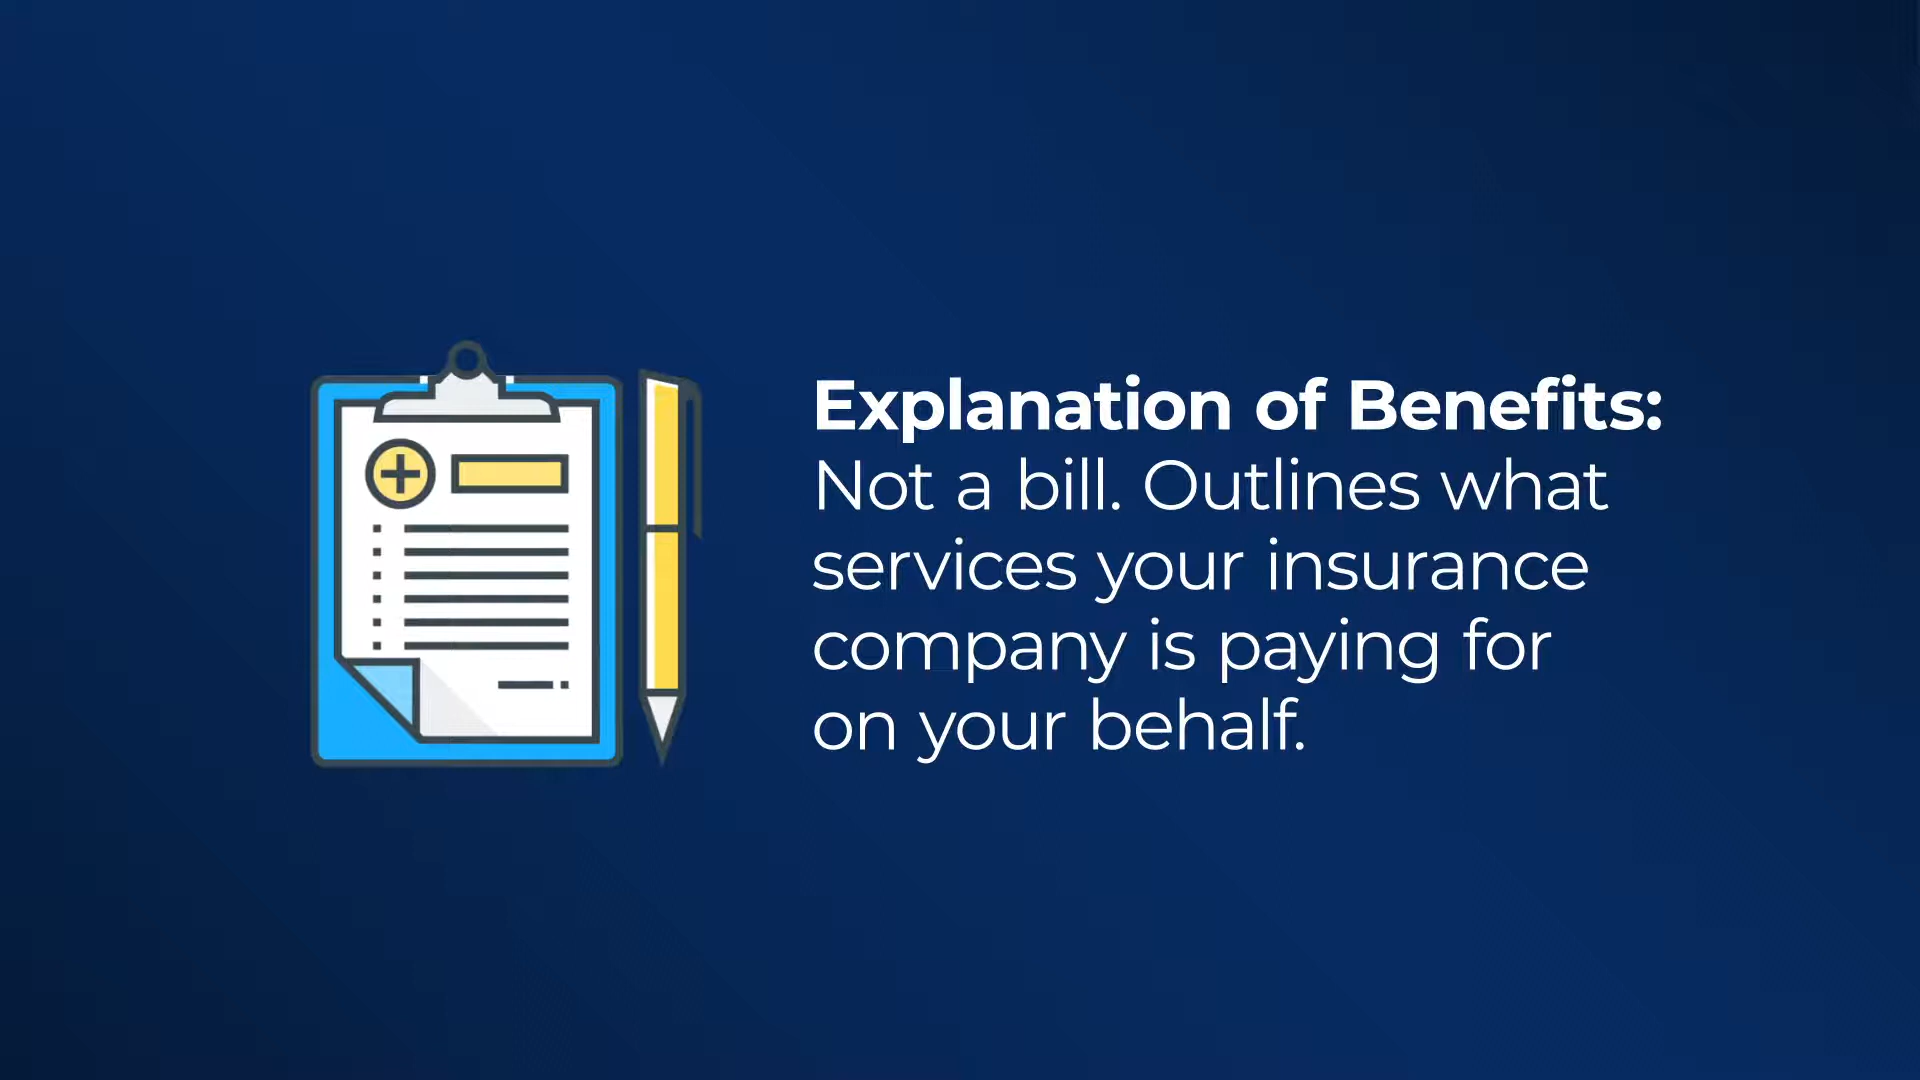 Explanation of Benefits:
Not a bill. Outlines what
services your insurance
company is paying for
on your behalf.